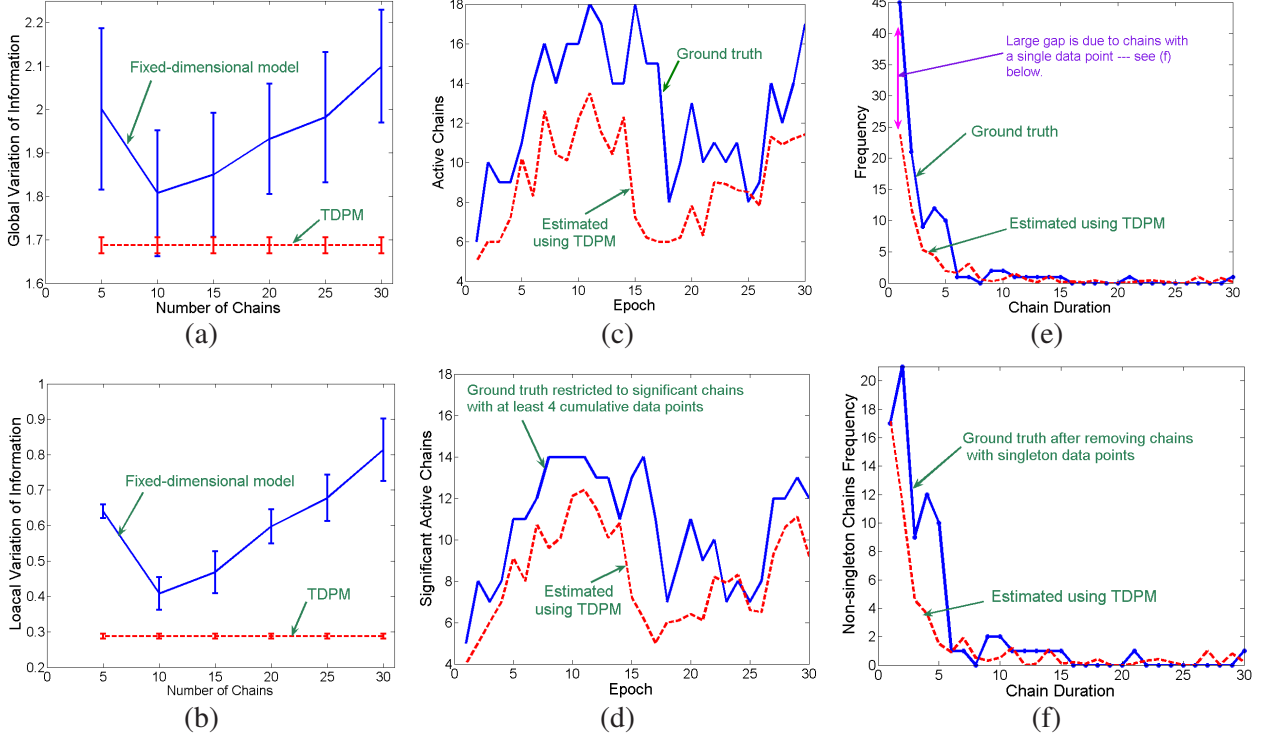 2.2
2.1
2
1.9
1.8
1.7
1.6
Global Variation of Information
Fixed-dimensional model
TDPM
0 5 10 15 20 25 30
Number of Chains
(a)
18
16
14
12
10
8
6
4
Active Chains
Ground truth
Estimated
using TDPM
0 5 10 15 20 25 30
Epoch
(c)
45
40
35
30
25
20
15
10
5
0
Frequency
Large gap is due to chains with
a single data point --- see (f)
below.
Ground truth
Estimated using TDPM
0 5 10 15 20 25 30
Chain Duration
(e)
1
0.9
0.8
0.7
0.6
0.5
0.4
0.3
0.2
Loacal Variation of Information
Fixed-dimensional model
TDPM
0 5 10 15 20 25 30
Number of Chains
(b)
18
16
14
12
10
8
6
4
Significant Active Chains
Ground truth restricted to significant chains
with at least 4 cumulative data points
Estimated
using TDPM
0 5 10 15 20 25 30
Epoch
(d)
20
18
16
14
12
10
8
6
4
2
0
Non-singleton Chains Frequency
Ground truth after removing chains
with singleton data points
Estimated using TDPM
0 5 10 15 20 25 30
Chain Duration
(f)